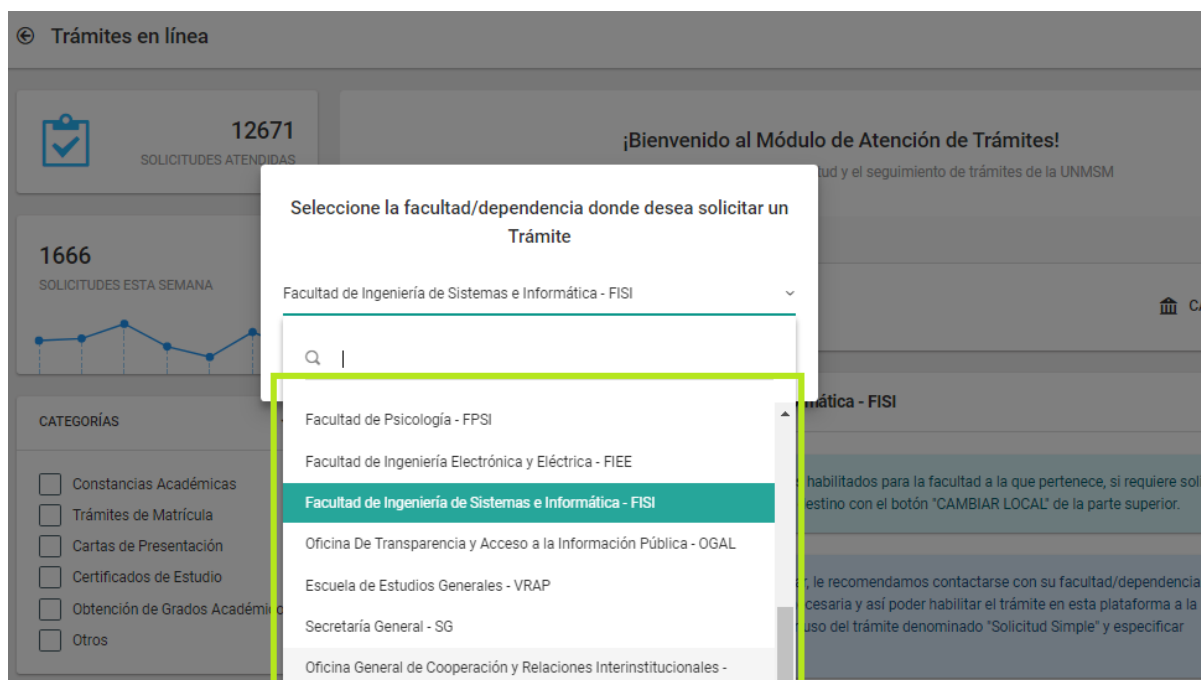 Trámites en línea
12671
SOLICITUDES ATENDIDAS
¡Bienvenido al Módulo de Atención de Trámites!
y el seguimiento de trámites de la UNMSM
1666
SOLICITUDES ESTA SEMANA
Seleccione la facultad/dependencia donde desea solicitar un
Trámite
Facultad de Ingeniería de Sistemas e Informática - FISI
Facultad de Psicología - FPSI
Facultad de Ingeniería Electrónica y Eléctrica - FIEE
Facultad de Ingeniería de Sistemas e Informática - FISI
Oficina De Transparencia y Acceso a la Información Pública - OGAL
Escuela de Estudios Generales - VRAP
Secretaría General - SG
Oficina General de Cooperación y Relaciones Interinstitucionales -
CATEGORÍAS
Constancias Académicas
Trámites de Matrícula
Cartas de Presentación
Certificados de Estudio
Obtención de Grados Académic
Otros
mática - FISI
habilitados para la facultad a la que pertenece, si requiere soli
estino con el botón "CAMBIAR LOCAL" de la parte superior.
, le recomendamos contactarse con su facultad/dependencia
cesaria y así poder habilitar el trámite en esta plataforma a la
uso del trámite denominado "Solicitud Simple" y especificar